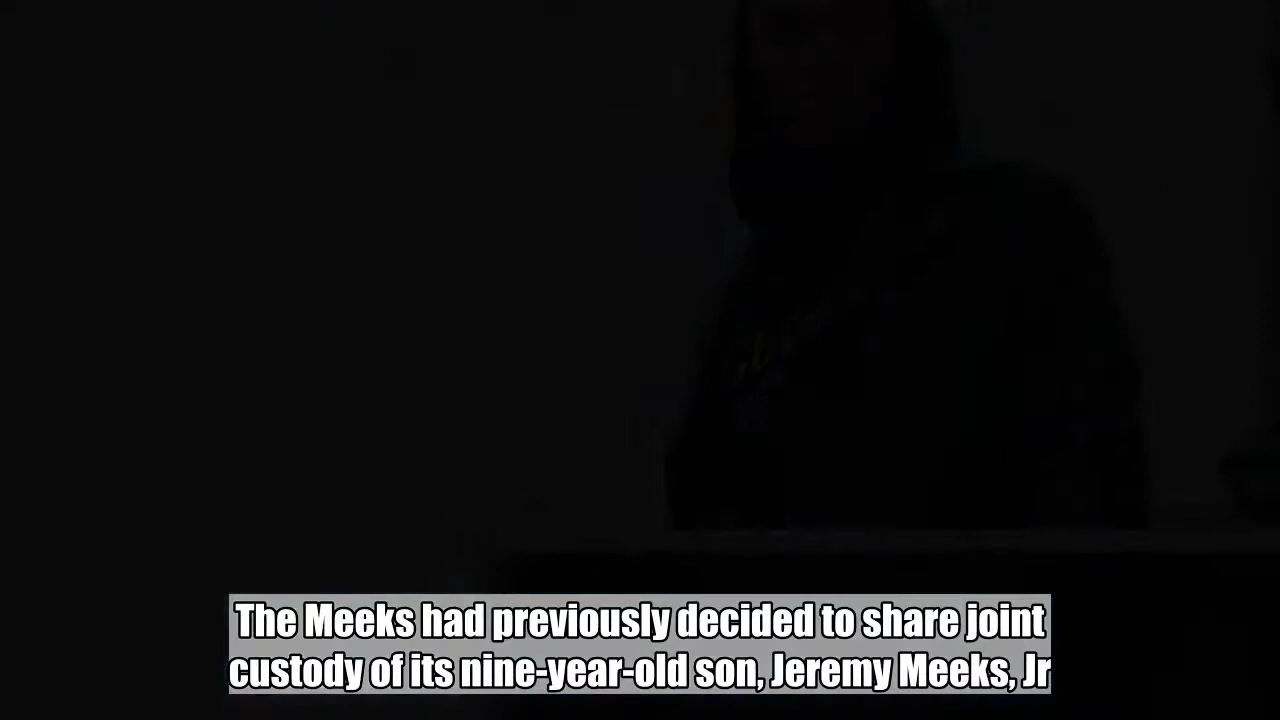 The Meeks had previously decided to share joint
custody of its nine-year-old son, Jeremy Meeks, Jr